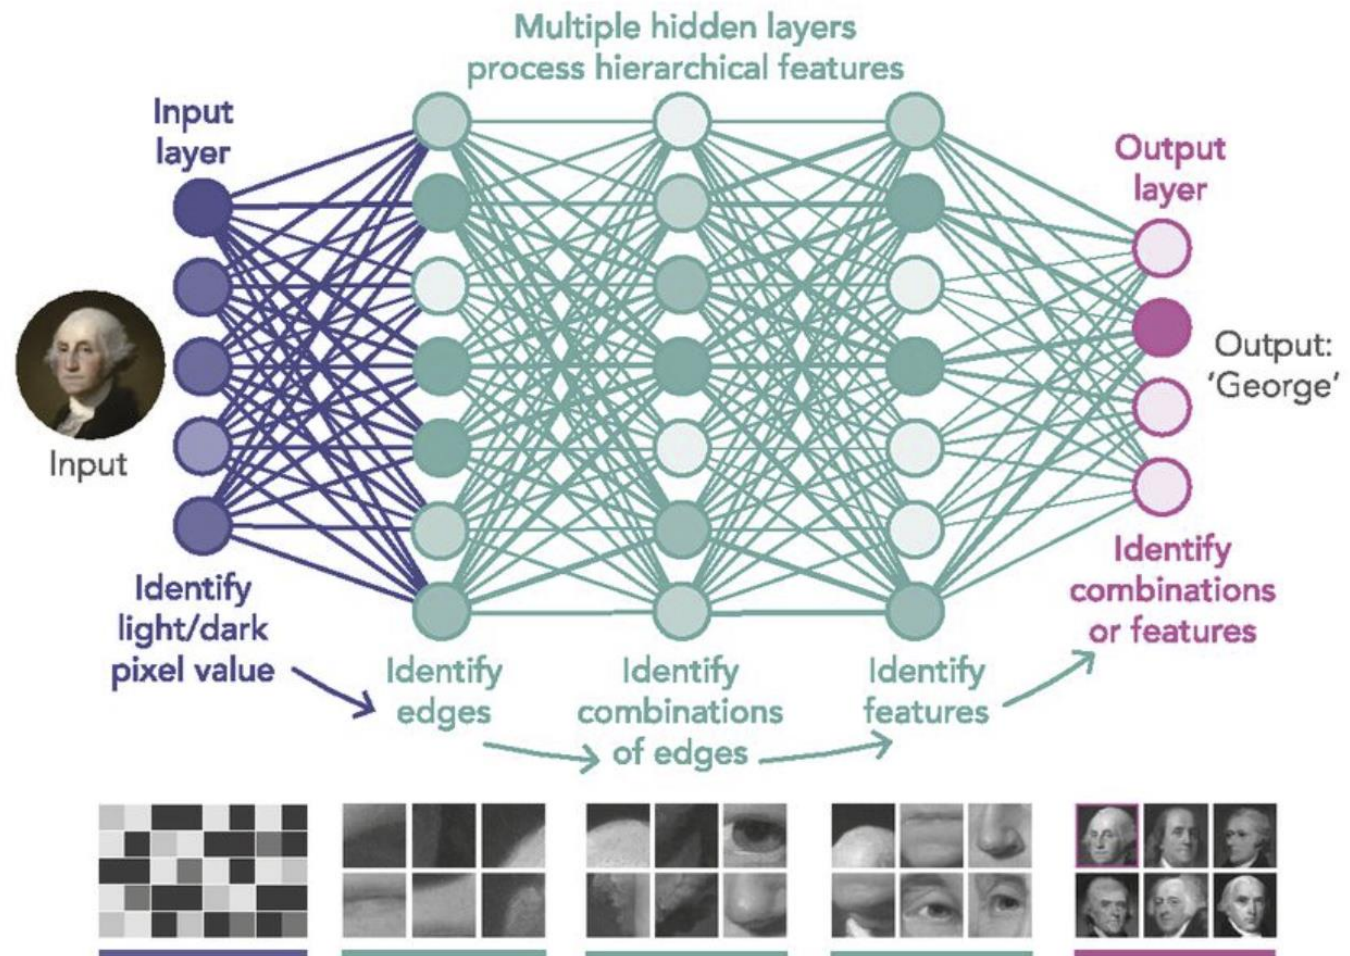 Multiple hidden layers
process hierarchical features
Input
layer
Output
layer
Input
Output:
‘George’
Identify
light/dark
pixel value
Identify
edges
Identify
combinations
of edges
Identify
features
Identify
combinations
or features